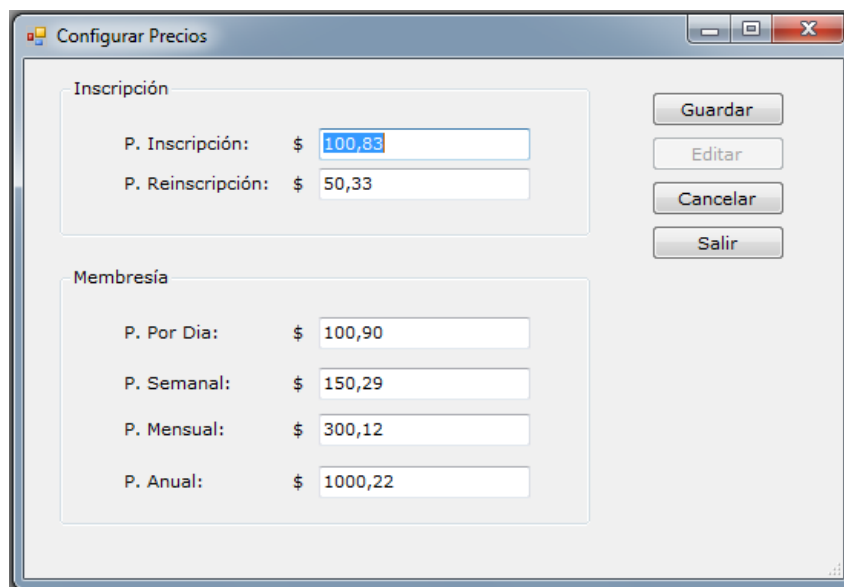 Configurar Precios
Inscripción
P. Inscripción: $ 100,83
P. Reinscripción: $ 50,33
Guardar
Editar
Cancelar
Salir
Membresía
P. Por Dia: $ 100,90
P. Semanal: $ 150,29
P. Mensual: $ 300,12
P. Anual: $ 1000,22